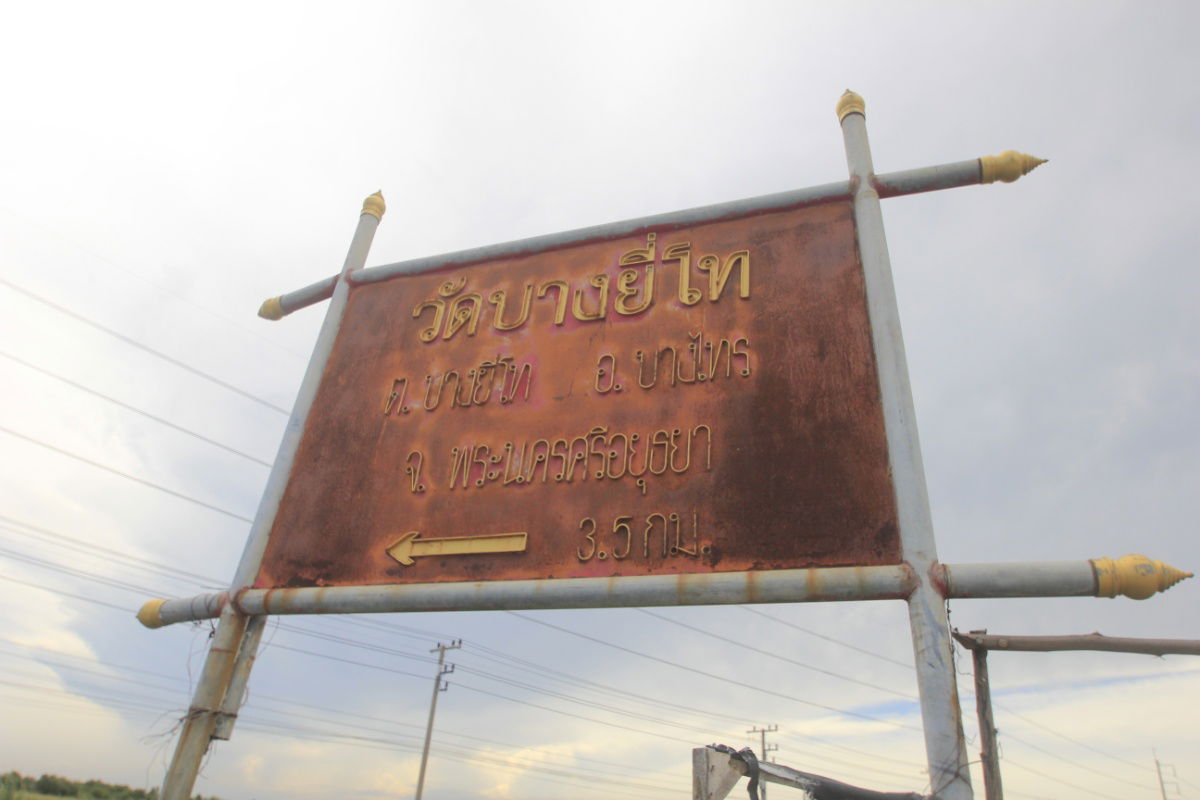 วัดบางยี่โท
ต. บางยี่โท อ. บางไทร
จ. พระนครศรีอยุธยา
3.5 กม.